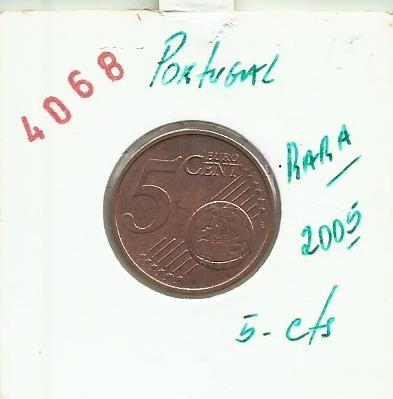 4068
Portugal
5 EURO
CENT
RARA
2005
5-cts